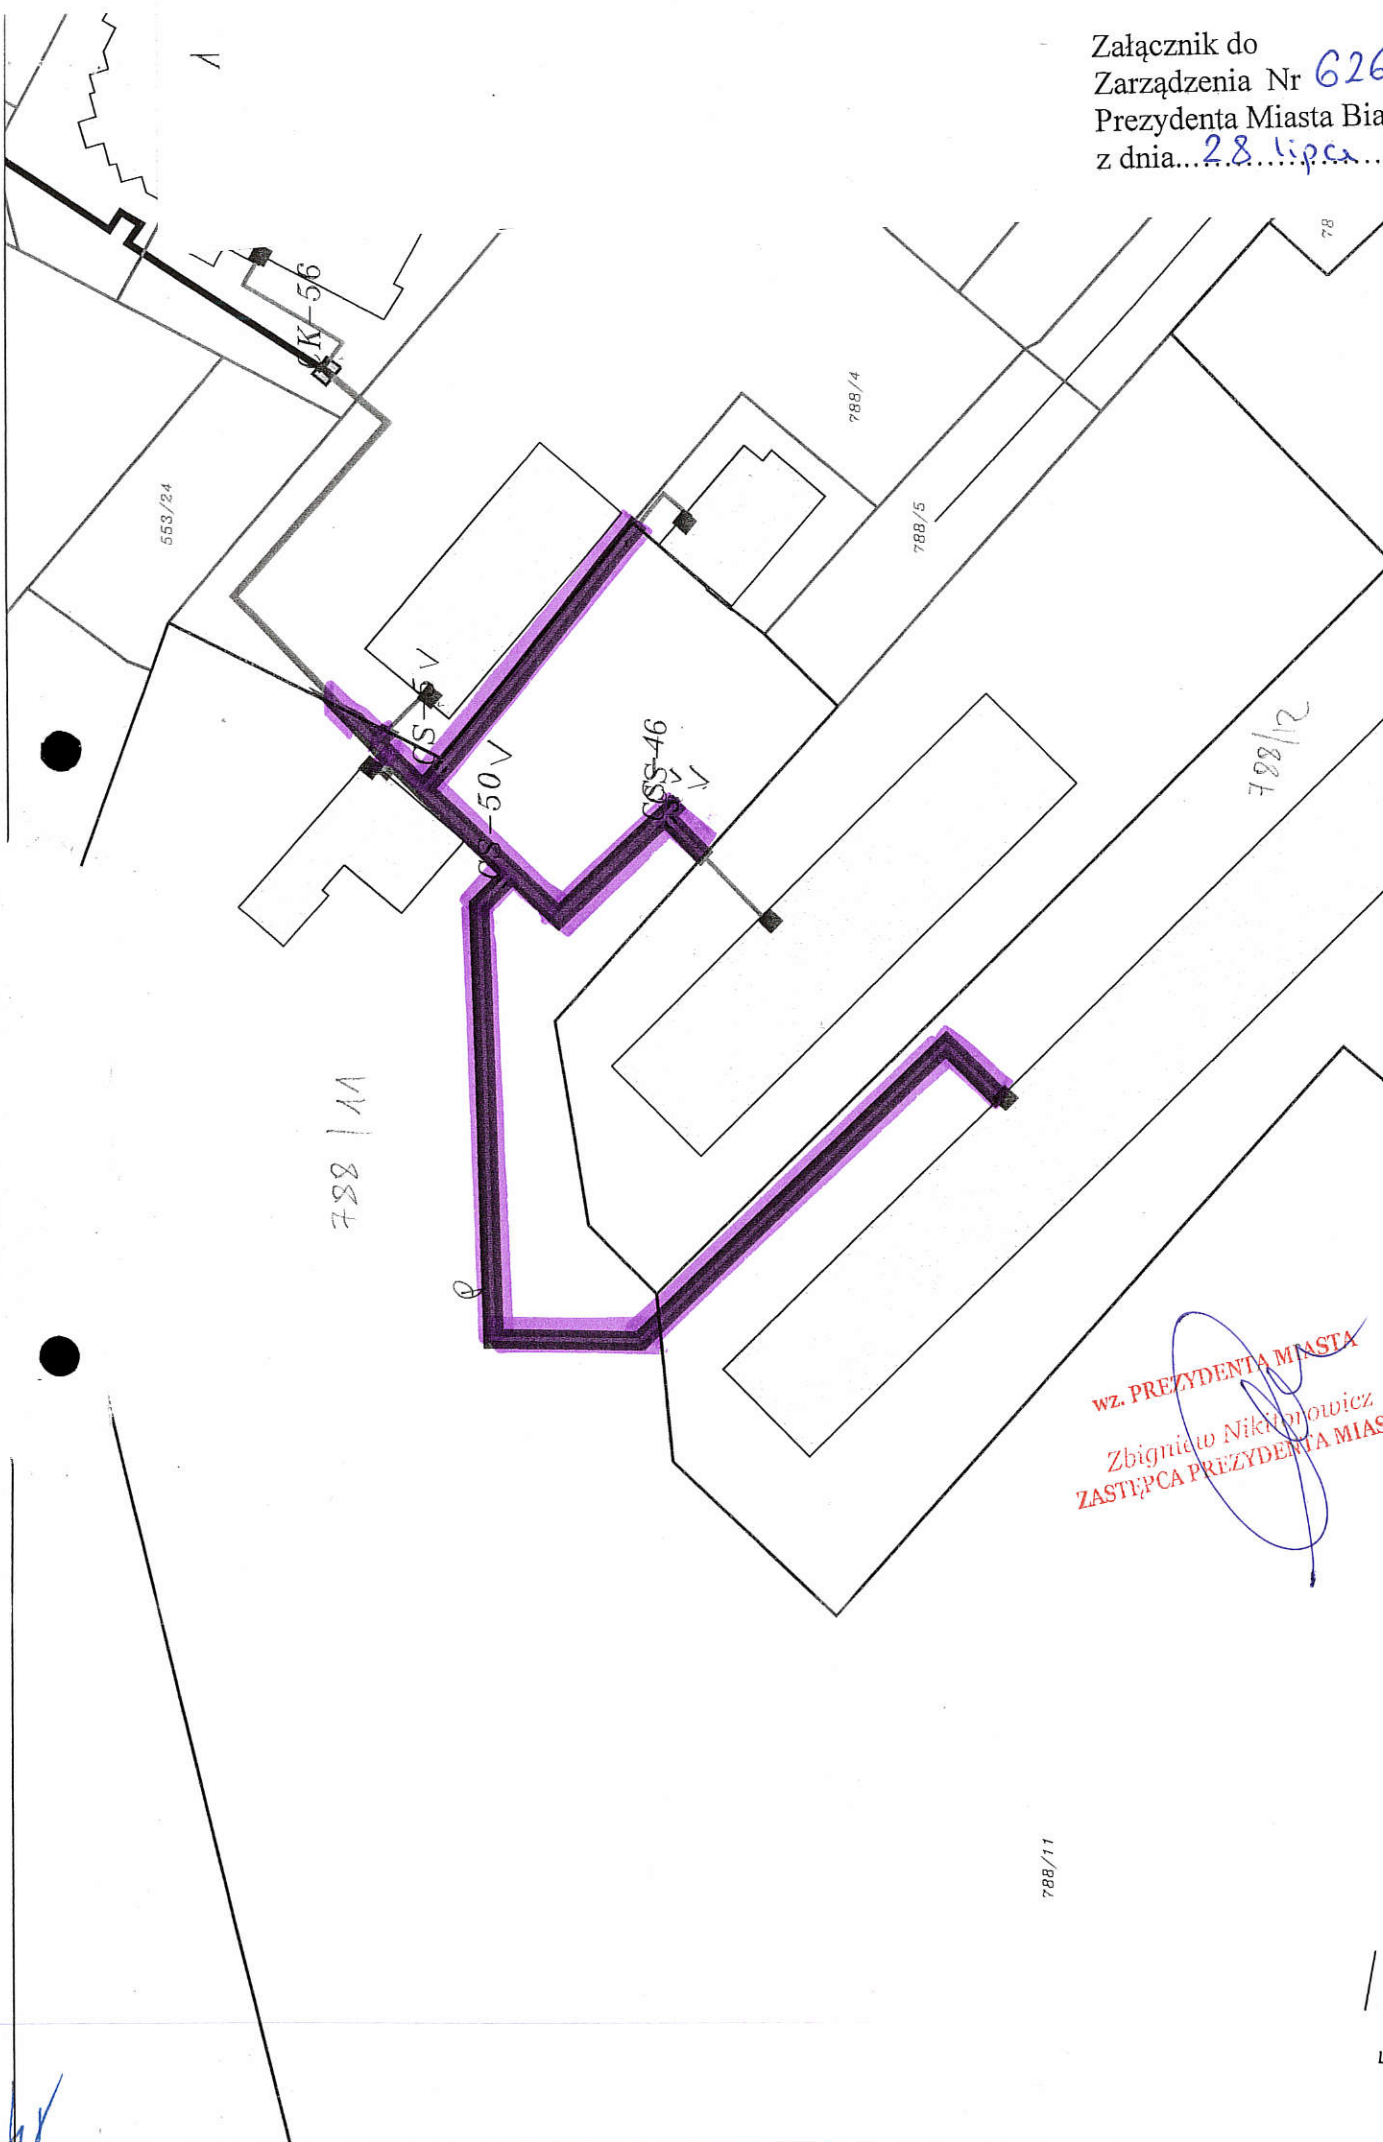 Załącznik do
Zarządzenia Nr 626
Prezydenta Miasta Bia
z dnia...28 lipca......
1
78
K-56
788/4
553/24
788/5
CS-50 V
-46
788/12
788/11
wz. PREZYDENTA MIASTA
Zbigniew Nikitorowicz
ZASTĘPCA PREZYDENTA MIAS
788/11